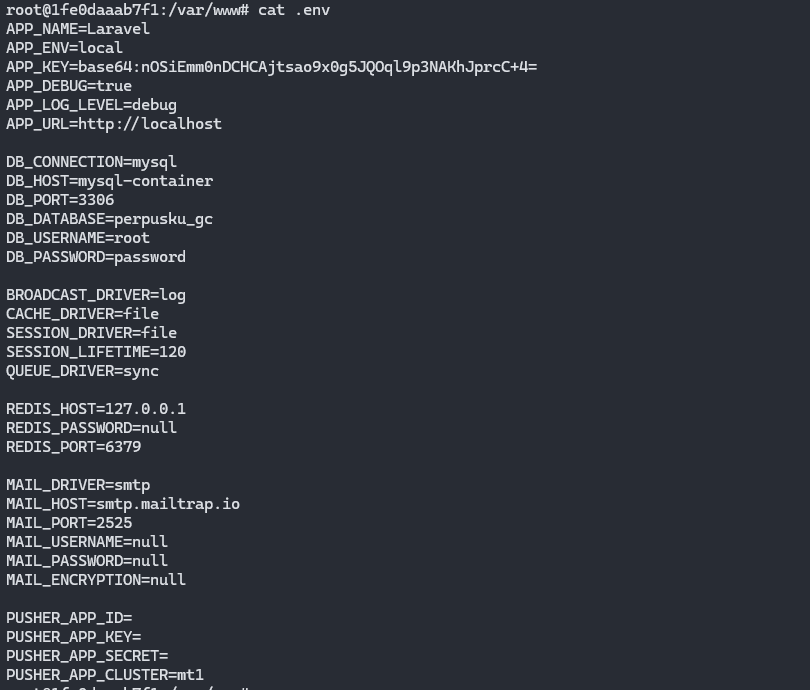 root@1fe0daaab7f1:/var/www# cat .env
APP_NAME=Laravel
APP_ENV=local
APP_KEY=base64:nOSiEmm0nDCHCAjtsao9x0g5JQOql9p3NAKhJprcC+4=
APP_DEBUG=true
APP_LOG_LEVEL=debug
APP_URL=http://localhost

DB_CONNECTION=mysql
DB_HOST=mysql-container
DB_PORT=3306
DB_DATABASE=perpusku_gc
DB_USERNAME=root
DB_PASSWORD=password

BROADCAST_DRIVER=log
CACHE_DRIVER=file
SESSION_DRIVER=file
SESSION_LIFETIME=120
QUEUE_DRIVER=sync

REDIS_HOST=127.0.0.1
REDIS_PASSWORD=null
REDIS_PORT=6379

MAIL_DRIVER=smtp
MAIL_HOST=smtp.mailtrap.io
MAIL_PORT=2525
MAIL_USERNAME=null
MAIL_PASSWORD=null
MAIL_ENCRYPTION=null

PUSHER_APP_ID=
PUSHER_APP_KEY=
PUSHER_APP_SECRET=
PUSHER_APP_CLUSTER=mt1